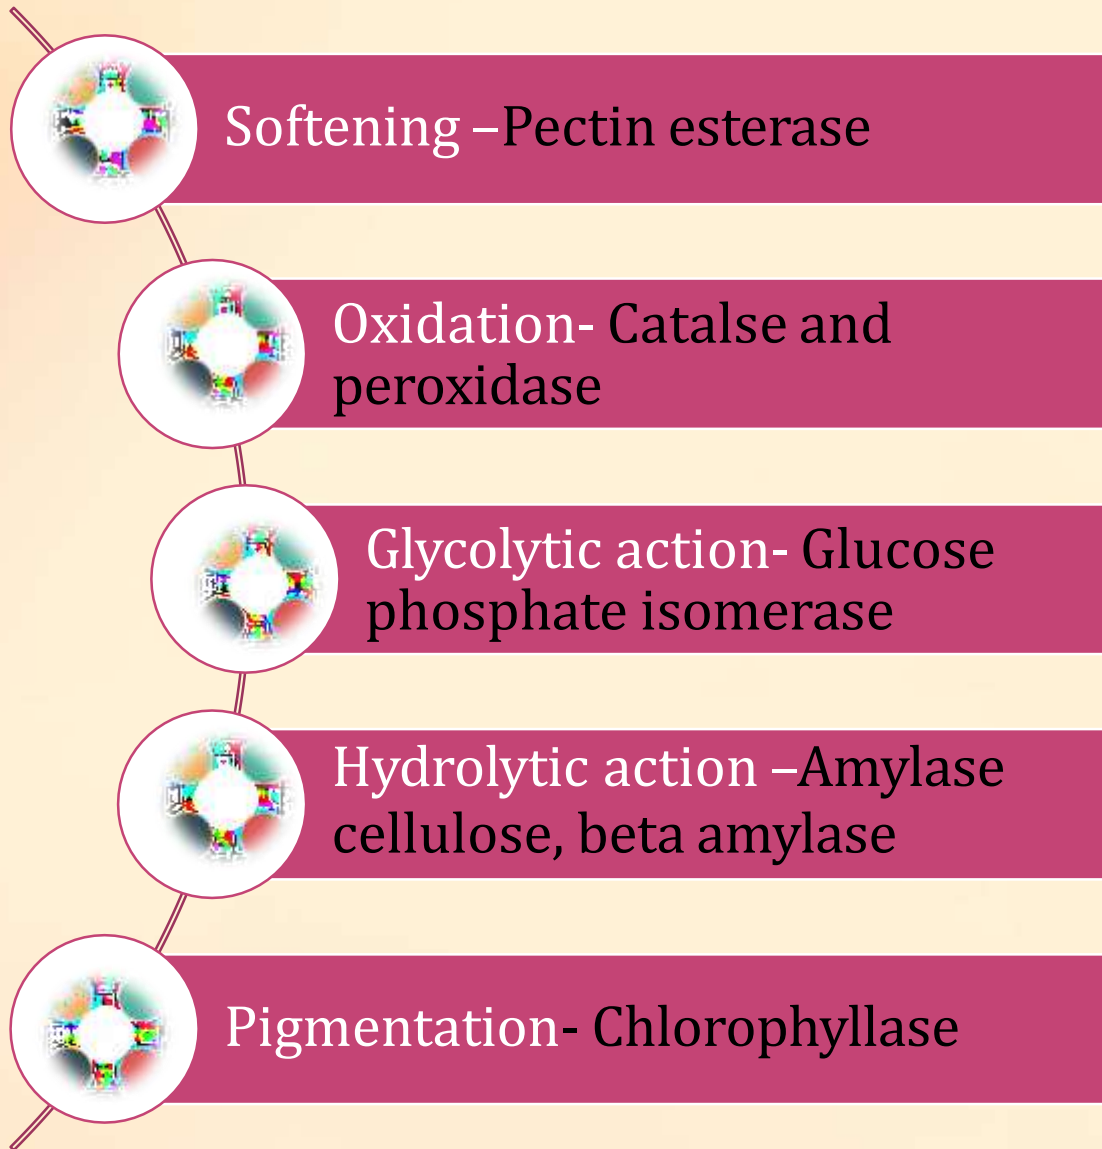 Softening –Pectin esterase
Oxidation- Catalse and
peroxidase
Glycolytic action- Glucose
phosphate isomerase
Hydrolytic action –Amylase
cellulose, beta amylase
Pigmentation- Chlorophyllase